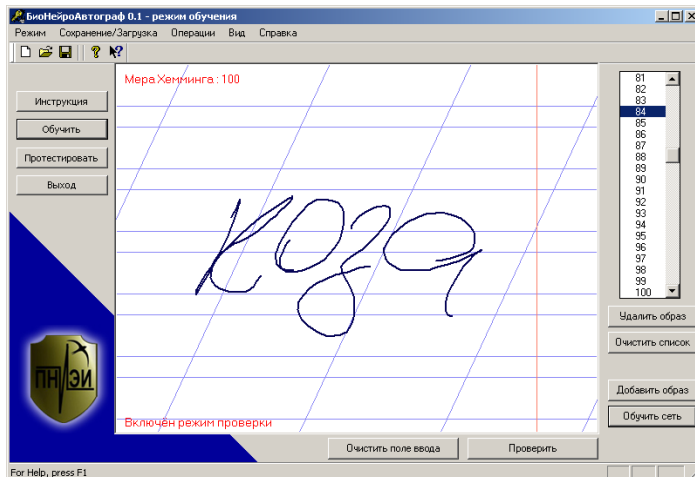 БиоНейроАвтограф 0.1 - режим обучения
Режим Сохранение/Загрузка Операции Вид Справка
Мера Хемминга : 100
Инструкция
Обучить
Протестировать
Выход
коза
81
82
83
84
85
86
87
88
89
90
91
92
93
94
95
96
97
98
99
100
Удалить образ
Очистить список
Добавить образ
Обучить сеть
ПНИЭИ
Включён режим проверки
Очистить поле ввода Проверить
For Help, press F1